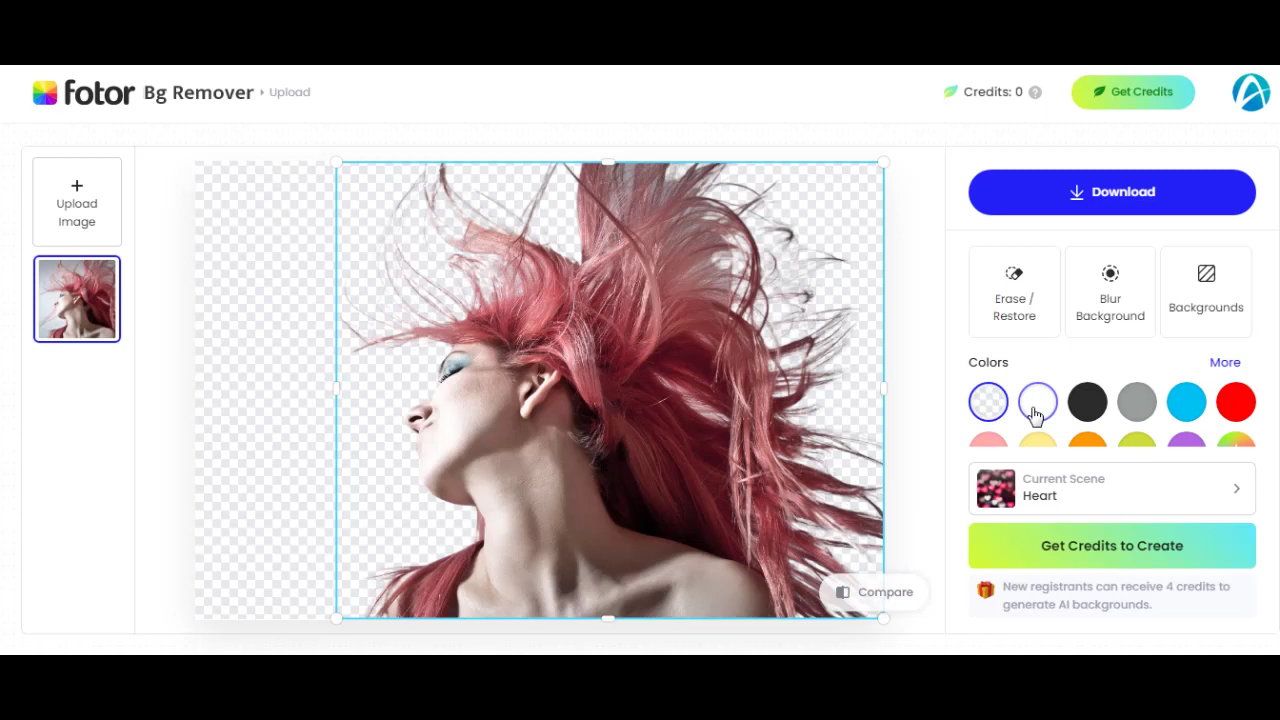 fotor Bg Remover Upload
Credits: 0 ?
Get Credits
+
Upload
Image
Download
Erase /
Restore
Blur
Background
Backgrounds
Colors
More
Current Scene
Heart
Get Credits to Create
New registrants can receive 4 credits to
generate AI backgrounds.
Compare